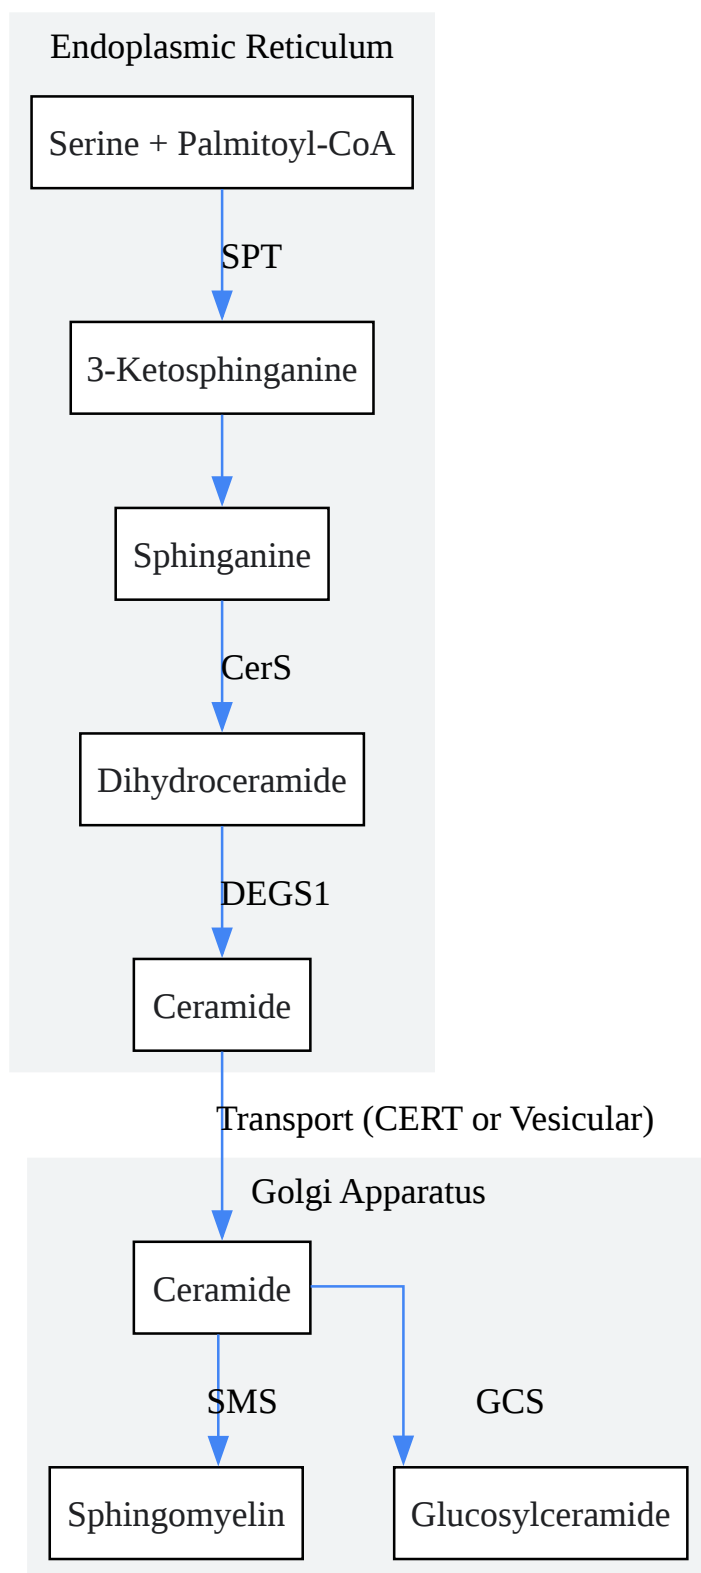 Endoplasmic Reticulum
Serine + Palmitoyl-CoA
SPT
3-Ketosphinganine
Sphinganine
CerS
Dihydroceramide
DEGS1
Ceramide
Transport (CERT or Vesicular)
Golgi Apparatus
Ceramide
SMS
GCS
Sphingomyelin
Glucosylceramide